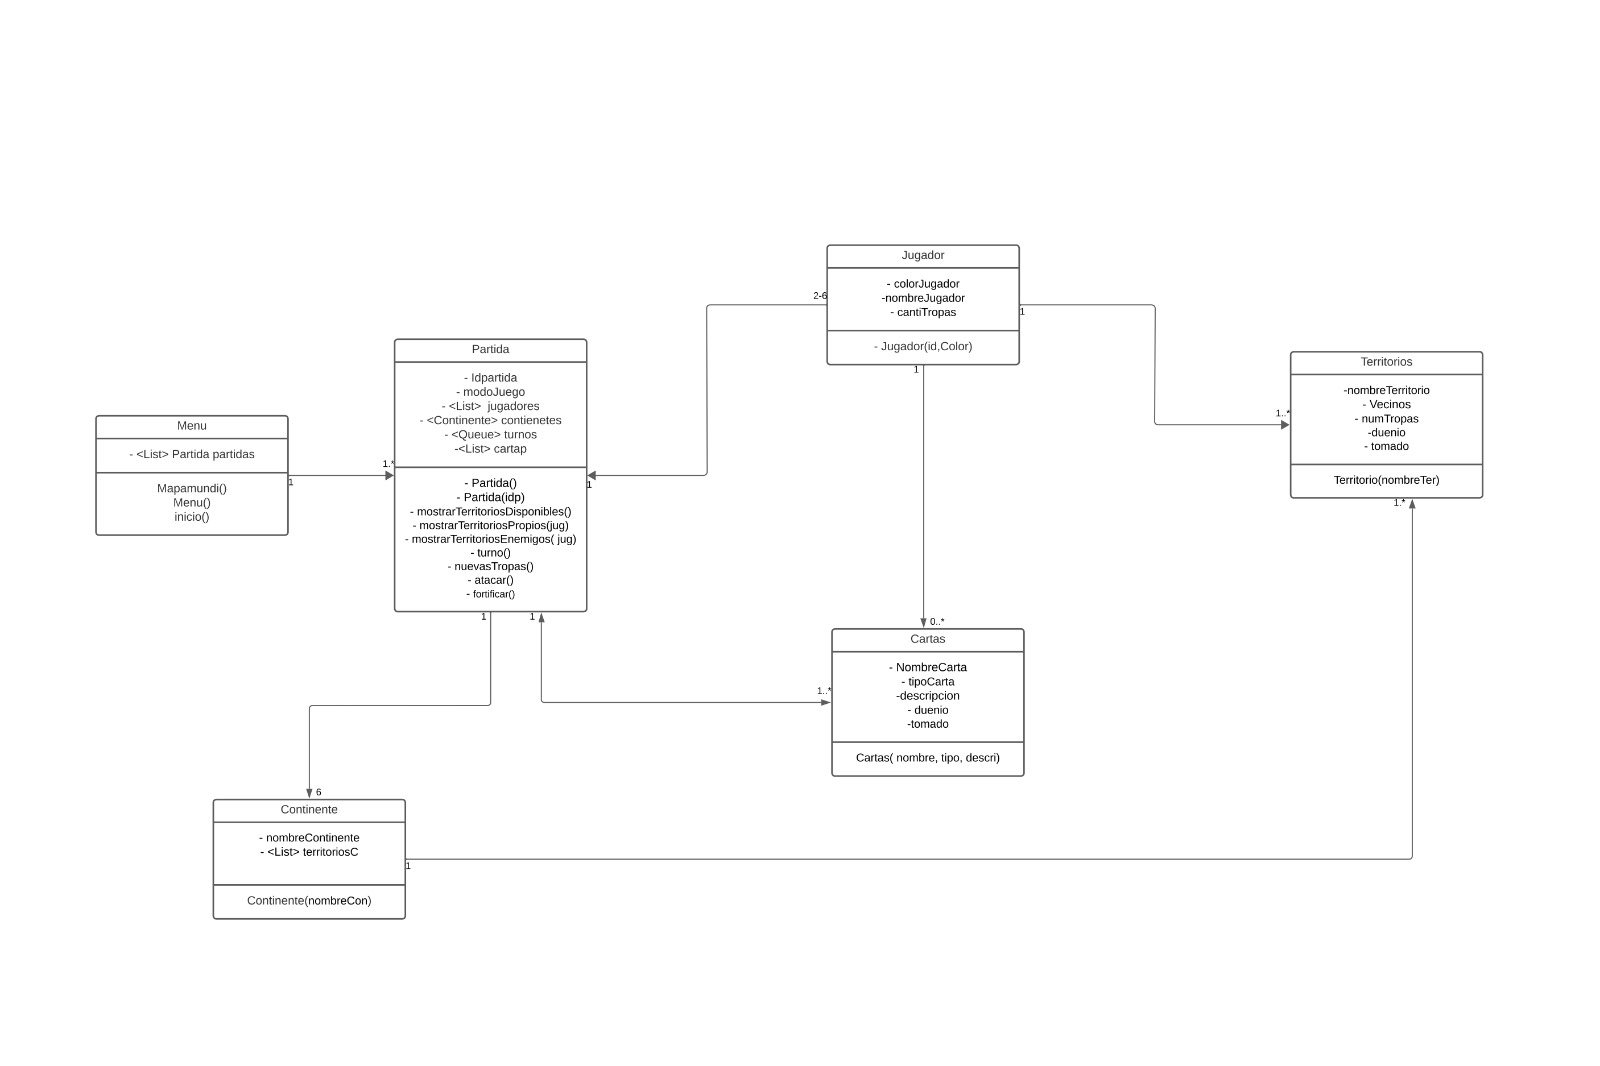 Jugador
- colorJugador
-nombreJugador
- cantiTropas
- Jugador(id,Color)
2-6
1
1
Partida
- Idpartida
- modoJuego
- <List>  jugadores
- <Continente> contienetes
- <Queue> turnos
-<List> cartap
- Partida()
- Partida(idp)
- mostrarTerritoriosDisponibles()
- mostrarTerritoriosPropios(jug)
- mostrarTerritoriosEnemigos( jug)
- turno()
- nuevasTropas()
- atacar()
- fortificar()
1.*
1
1
1
Menu
- <List> Partida partidas
Mapamundi()
Menu()
inicio()
1
Territorios
-nombreTerritorio
- Vecinos
- numTropas
-duenio
- tomado
Territorio(nombreTer)
1..*
1.*
0..*
Cartas
- NombreCarta
- tipoCarta
-descripcion
- duenio
-tomado
Cartas( nombre, tipo, descri)
1..*
6
Continente
- nombreContinente
- <List> territoriosC
Continente(nombreCon)
1